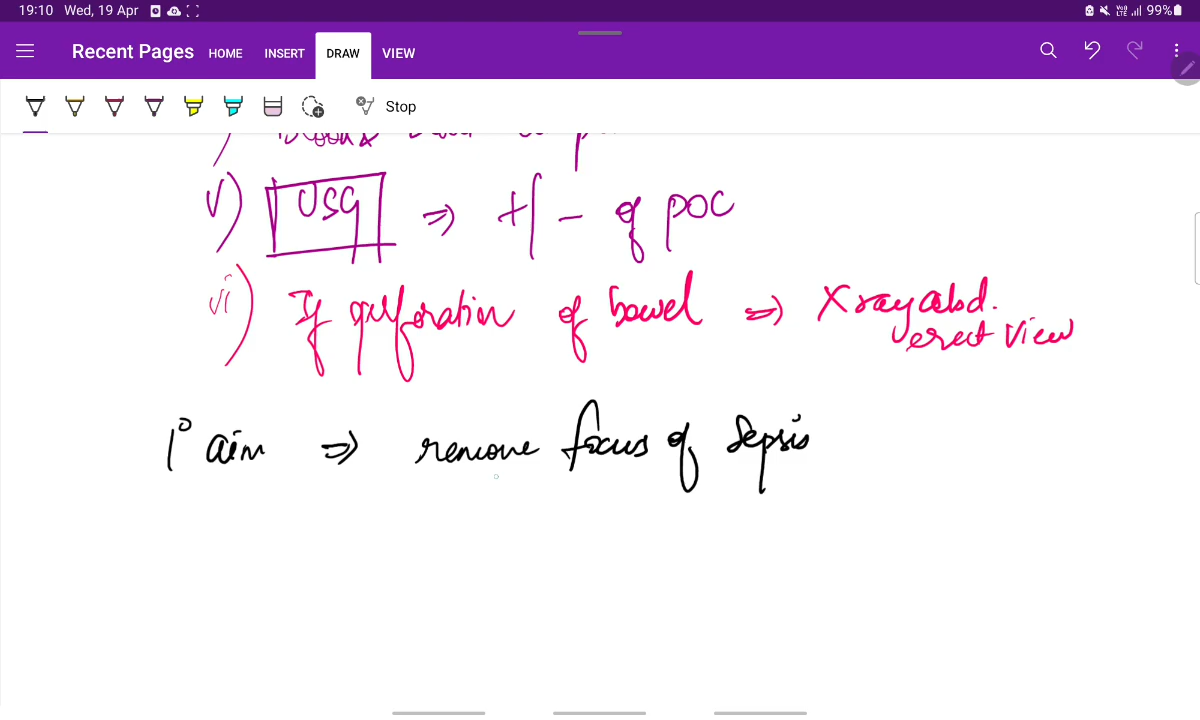 19:10 Wed, 19 Apr 99%
Recent Pages HOME INSERT DRAW VIEW
Stop
v) USG ⇒ +/- of POC
vi) If perforation of bowel ⇒ X ray abd.
erect view
1° aim ⇒ remove focus of sepsis